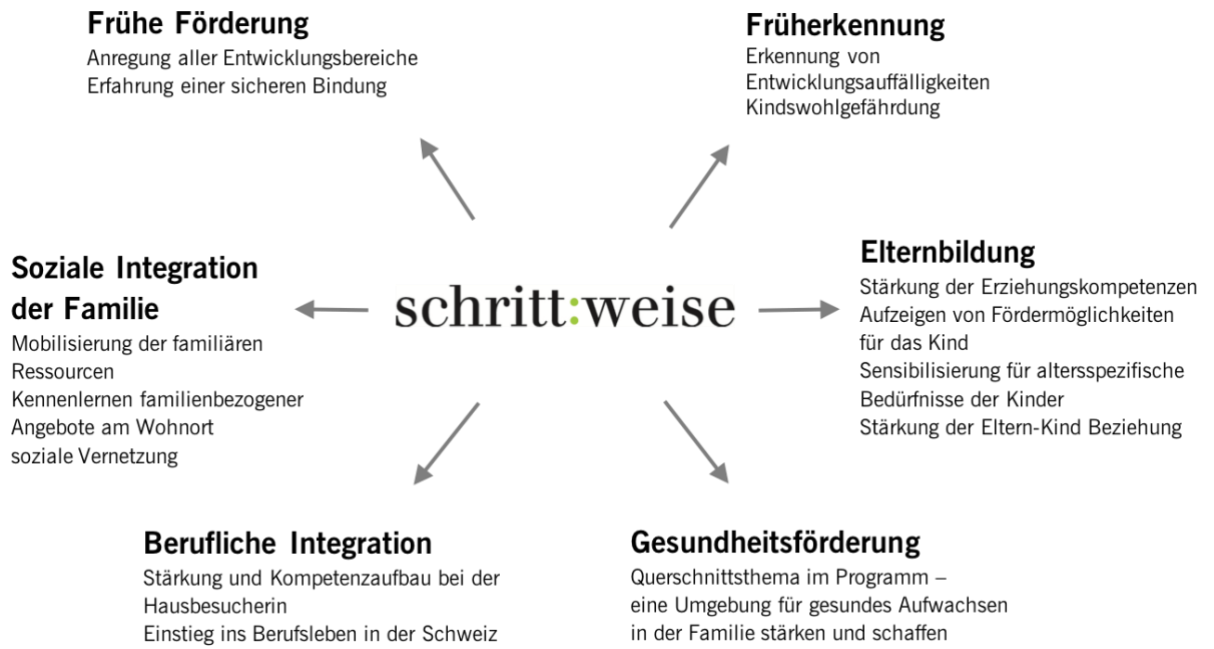 Frühe Förderung
Anregung aller Entwicklungsbereiche
Erfahrung einer sicheren Bindung
Früherkennung
Erkennung von
Entwicklungsauffälligkeiten
Kindswohlgefährdung
Soziale Integration
der Familie
Mobilisierung der familiären
Ressourcen
Kennenlernen familienbezogener
Angebote am Wohnort
soziale Vernetzung
schritt:weise
Elternbildung
Stärkung der Erziehungskompetenzen
Aufzeigen von Fördermöglichkeiten
für das Kind
Sensibilisierung für altersspezifische
Bedürfnisse der Kinder
Stärkung der Eltern-Kind Beziehung
Berufliche Integration
Stärkung und Kompetenzaufbau bei der
Hausbesucherin
Einstieg ins Berufsleben in der Schweiz
Gesundheitsförderung
Querschnittsthema im Programm –
eine Umgebung für gesundes Aufwachsen
in der Familie stärken und schaffen